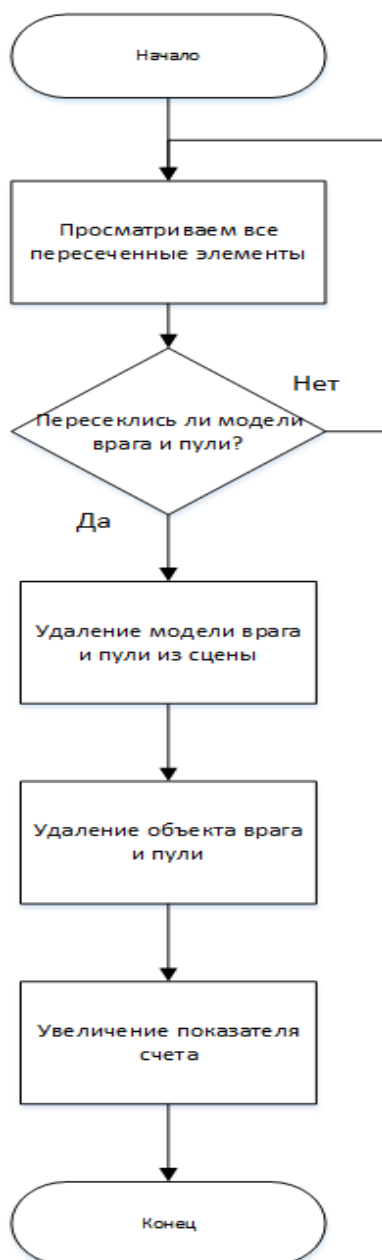 Начало
Просматриваем все
пересеченные элементы
Нет
Пересеклись ли модели
врага и пули?
Да
Удаление модели врага
и пули из сцены
Удаление объекта врага
и пули
Увеличение показателя
счета
Конец